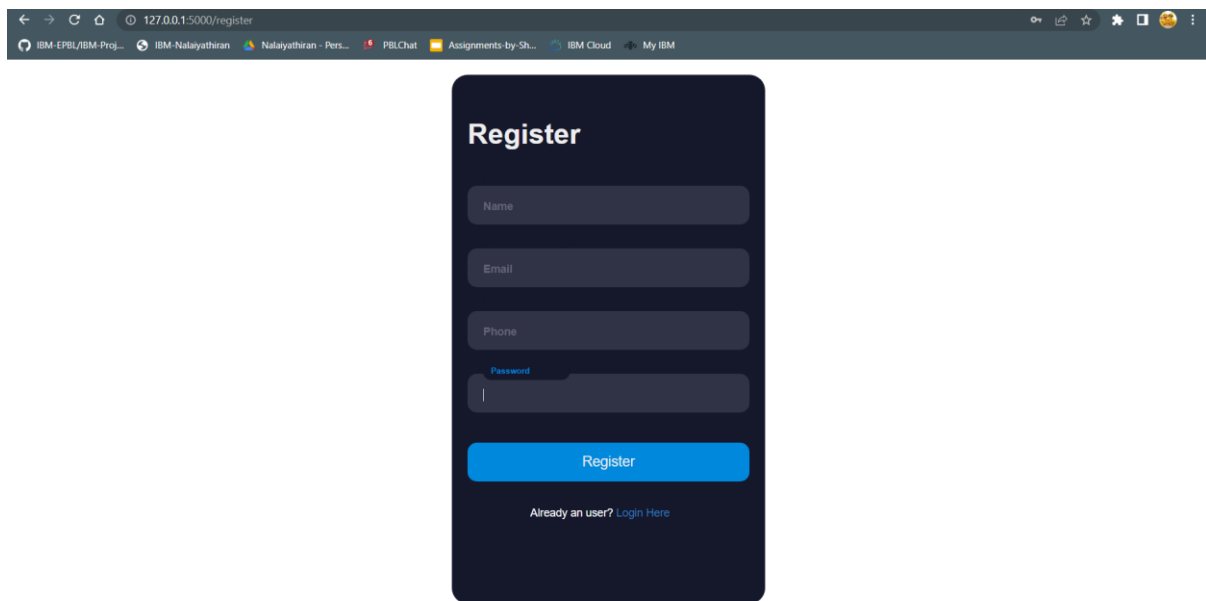 127.0.0.1:5000/register
IBM-EPBL/IBM-Proj... IBM-Nalaiyathiran Nalaiyathiran - Pers... PBLChat Assignments-by-Sh... IBM Cloud My IBM
Register
Name
Email
Phone
Password
Register
Already an user? Login Here